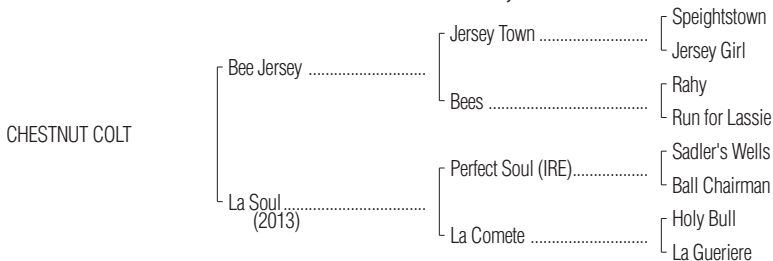 Speightstown
Jersey Town
Jersey Girl
Bee Jersey
Rahy
Bees
Run for Lassie
CHESTNUT COLT
Sadler's Wells
Perfect Soul (IRE)
Ball Chairman
La Soul
(2013)
Holy Bull
La Comete
La Gueriere